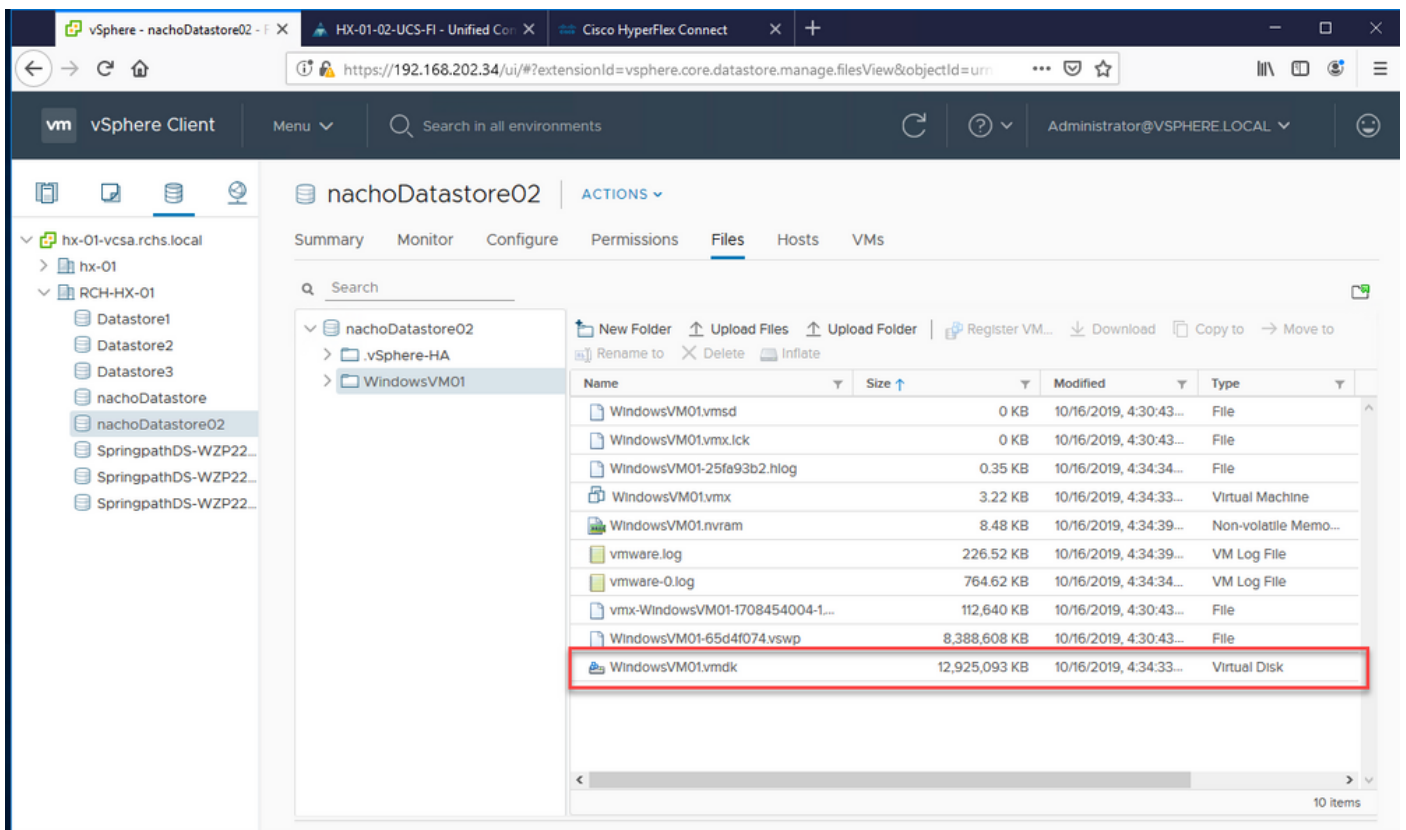 vSphere - nachoDatastore02 - F
HX-01-02-UCS-FI - Unified Con
Cisco HyperFlex Connect
https://192.168.202.34/ui/#?extensionId=vsphere.core.datastore.manage.filesView&objectId=urn
vm vSphere Client
Menu
Search in all environments
Administrator@VSPHERE.LOCAL
nachoDatastore02
ACTIONS
Summary Monitor Configure Permissions Files Hosts VMs
hx-01-vcsa.rchs.local
hx-01
RCH-HX-01
Datastore1
Datastore2
Datastore3
nachoDatastore
nachoDatastore02
SpringpathDS-WZP22...
SpringpathDS-WZP22...
SpringpathDS-WZP22...
Search
nachoDatastore02
.vSphere-HA
WindowsVM01
New Folder Upload Files Upload Folder Register VM... Download Copy to Move to
Rename to Delete Inflate
Name Size Modified Type
WindowsVM01.vmsd 0 KB 10/16/2019, 4:30:43... File
WindowsVM01.vmx.lck 0 KB 10/16/2019, 4:30:43... File
WindowsVM01-25fa93b2.hlog 0.35 KB 10/16/2019, 4:34:34... File
WindowsVM01.vmx 3.22 KB 10/16/2019, 4:34:33... Virtual Machine
WindowsVM01.nvram 8.48 KB 10/16/2019, 4:34:39... Non-volatile Memo...
vmware.log 226.52 KB 10/16/2019, 4:34:39... VM Log File
vmware-0.log 764.62 KB 10/16/2019, 4:34:34... VM Log File
vmx-WindowsVM01-1708454004-1.... 112,640 KB 10/16/2019, 4:30:43... File
WindowsVM01-65d4f074.vswp 8,388,608 KB 10/16/2019, 4:30:43... File
WindowsVM01.vmdk 12,925,093 KB 10/16/2019, 4:34:33... Virtual Disk
10 items